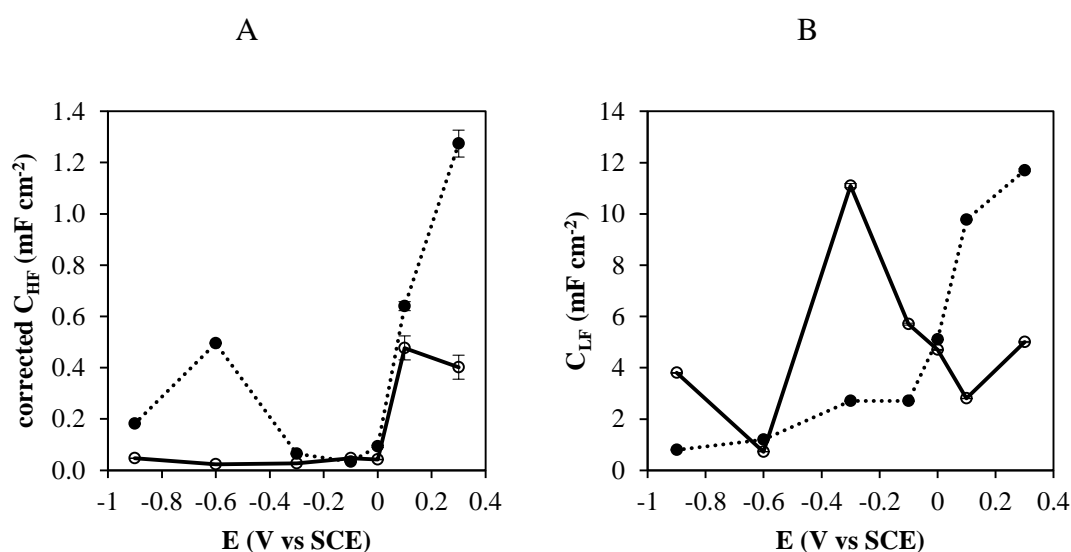 A
B
corrected C_HF (mF cm⁻²)
1.4
1.2
1.0
0.8
0.6
0.4
0.2
0.0
-1 -0.8 -0.6 -0.4 -0.2 0 0.2 0.4
E (V vs SCE)
C_LF (mF cm⁻²)
14
12
10
8
6
4
2
0
-1 -0.8 -0.6 -0.4 -0.2 0 0.2 0.4
E (V vs SCE)